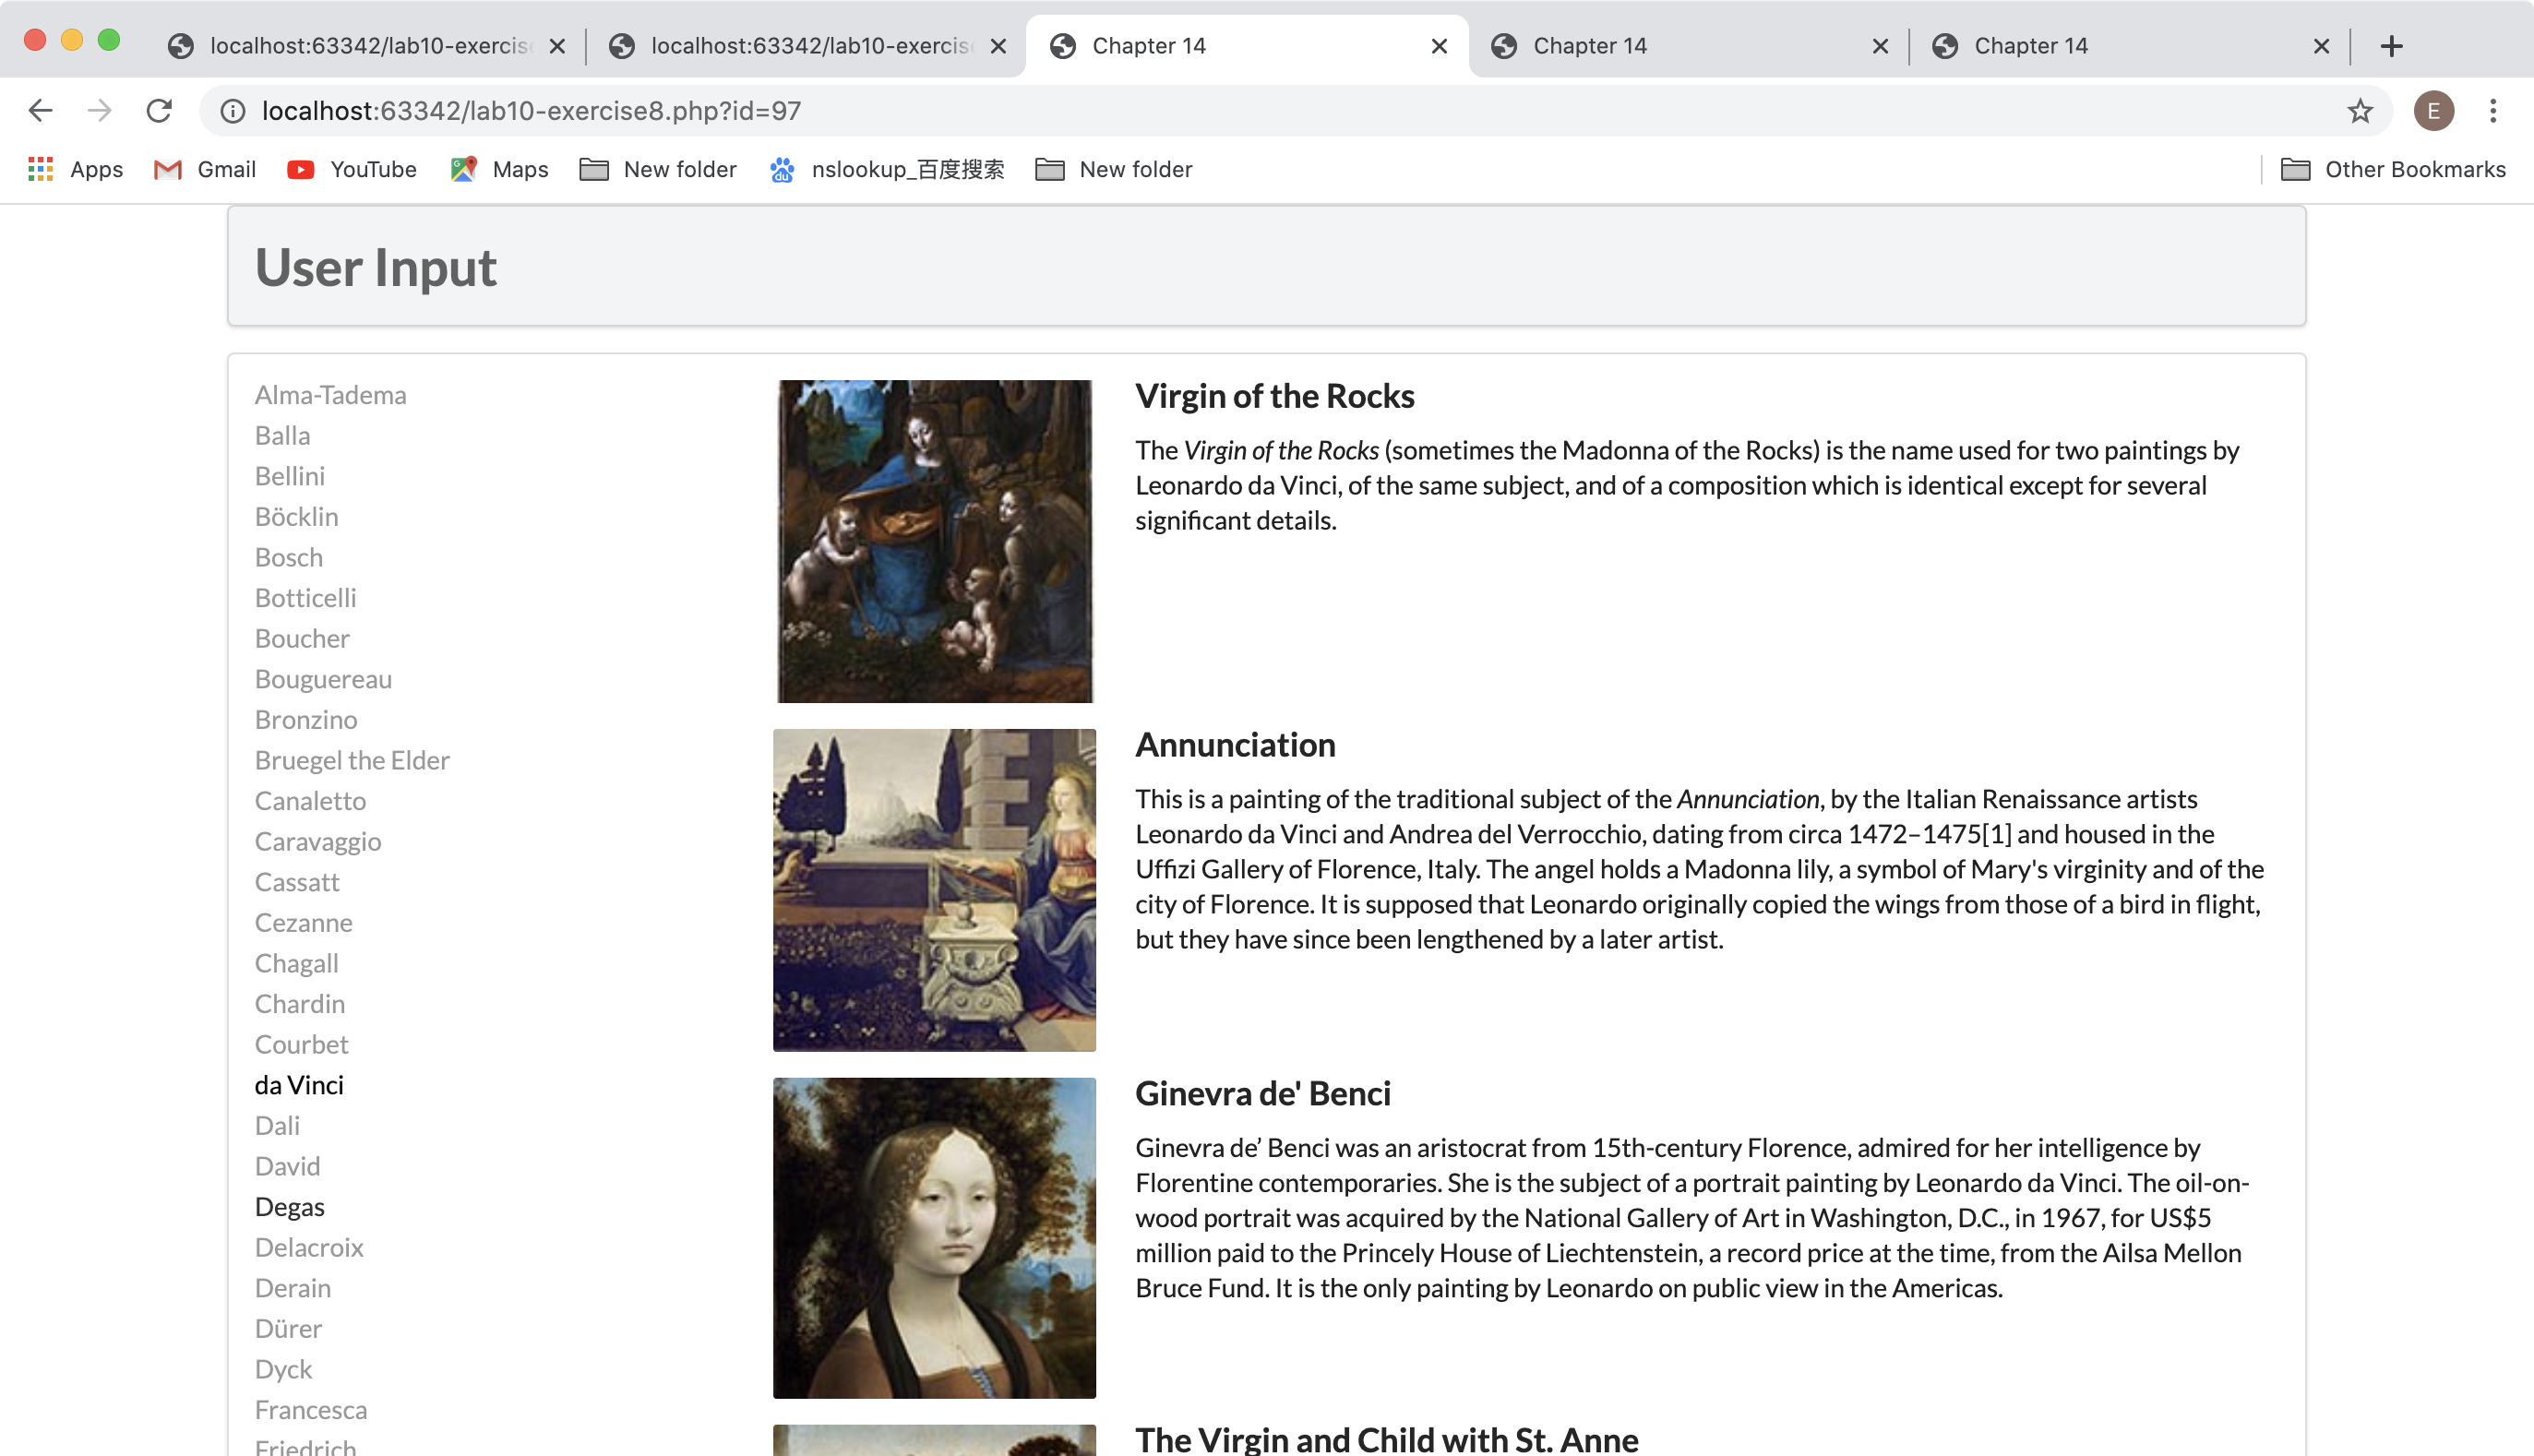 localhost:63342/lab10-exercise
localhost:63342/lab10-exercise
Chapter 14
Chapter 14
Chapter 14
localhost:63342/lab10-exercise8.php?id=97
E
Apps
Gmail
YouTube
Maps
New folder
nslookup_百度搜索
New folder
Other Bookmarks
User Input
Alma-Tadema
Balla
Bellini
Böcklin
Bosch
Botticelli
Boucher
Bouguereau
Bronzino
Bruegel the Elder
Canaletto
Caravaggio
Cassatt
Cezanne
Chagall
Chardin
Courbet
da Vinci
Dali
David
Degas
Delacroix
Derain
Dürer
Dyck
Francesca
Friedrich
Virgin of the Rocks
The Virgin of the Rocks (sometimes the Madonna of the Rocks) is the name used for two paintings by
Leonardo da Vinci, of the same subject, and of a composition which is identical except for several
significant details.
Annunciation
This is a painting of the traditional subject of the Annunciation, by the Italian Renaissance artists
Leonardo da Vinci and Andrea del Verrocchio, dating from circa 1472–1475[1] and housed in the
Uffizi Gallery of Florence, Italy. The angel holds a Madonna lily, a symbol of Mary's virginity and of the
city of Florence. It is supposed that Leonardo originally copied the wings from those of a bird in flight,
but they have since been lengthened by a later artist.
Ginevra de' Benci
Ginevra de’ Benci was an aristocrat from 15th-century Florence, admired for her intelligence by
Florentine contemporaries. She is the subject of a portrait painting by Leonardo da Vinci. The oil-on-
wood portrait was acquired by the National Gallery of Art in Washington, D.C., in 1967, for US$5
million paid to the Princely House of Liechtenstein, a record price at the time, from the Ailsa Mellon
Bruce Fund. It is the only painting by Leonardo on public view in the Americas.
The Virgin and Child with St. Anne